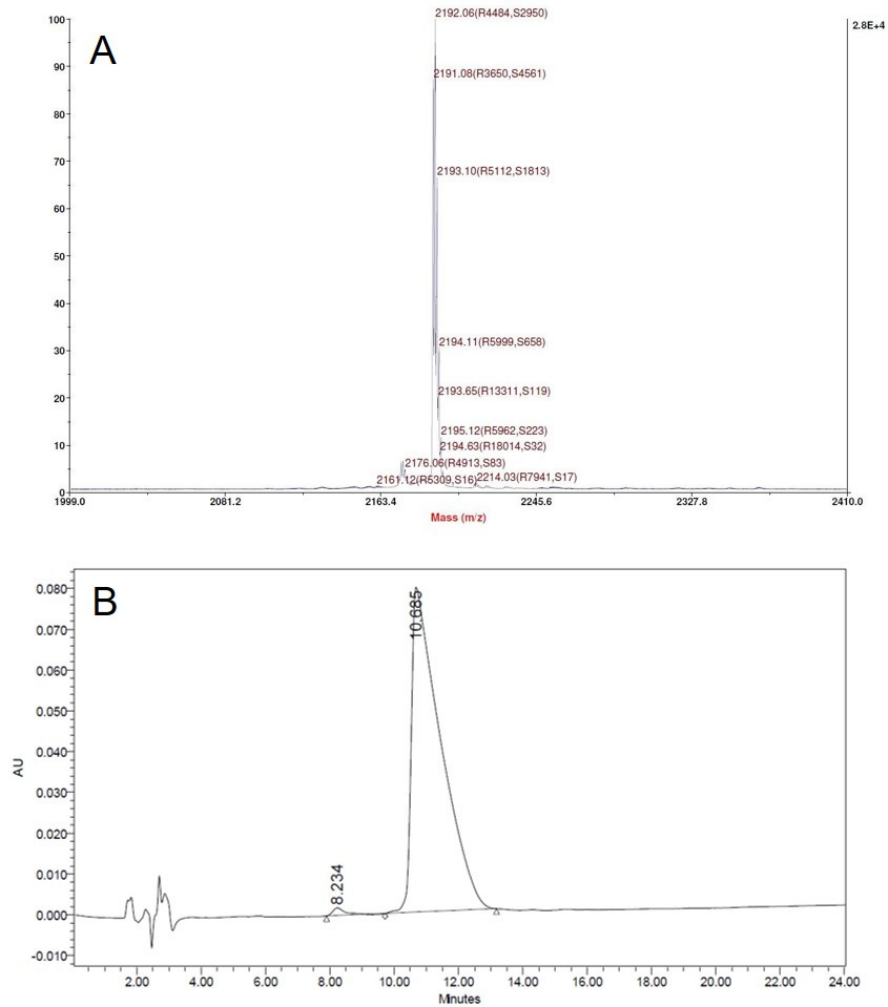 A
2192.06(R4484,S2950)
2.8E+4
100
2191.08(R3650,S4561)
90
80
2193.10(R5112,S1813)
70
60
50
40
2194.11(R5999,S658)
30
2193.65(R13311,S119)
20
2195.12(R5962,S223)
10
2194.63(R18014,S32)
2176.06(R4913,S83)
2161.12(R5309,S16)
2214.03(R7941,S17)
0
1999.0 2081.2 2163.4 2245.6 2327.8 2410.0
Mass (m/z)
B
10.685
8.234
0.080
0.070
0.060
0.050
0.040
0.030
0.020
0.010
0.000
-0.010
AU
2.00 4.00 6.00 8.00 10.00 12.00 14.00 16.00 18.00 20.00 22.00 24.00
Minutes